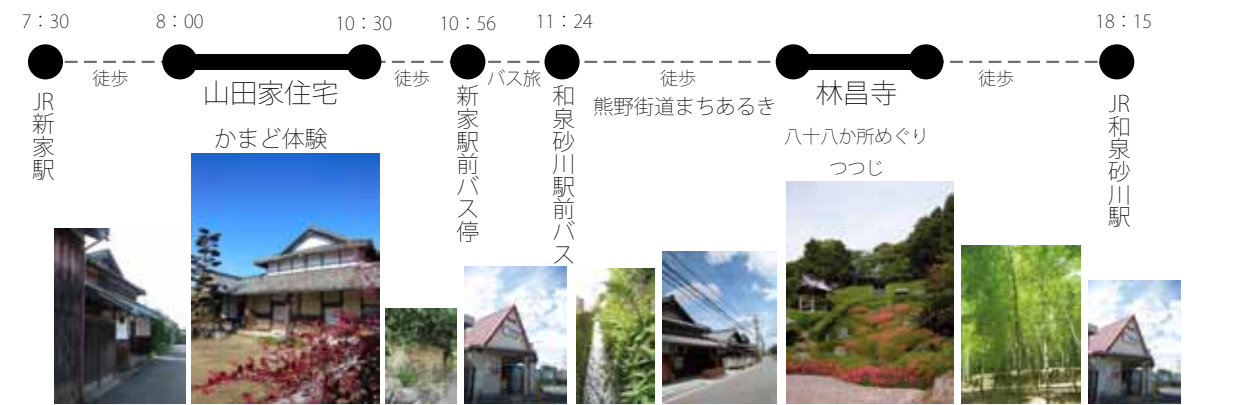 7：30
8：00
10：30
10：56
11：24
18：15
徒歩
徒歩
バス旅
徒歩
徒歩
JR新家駅
山田家住宅
かまど体験
新家駅前バス停
和泉砂川駅前バス
熊野街道まちあるき
林昌寺
八十八か所めぐり
つつじ
JR和泉砂川駅